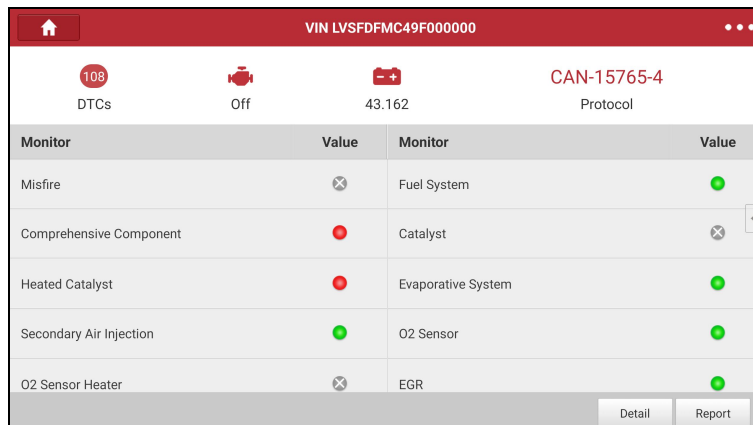 VIN LVSFDFMC49F000000
108
CAN-15765-4
DTCs Off 43.162 Protocol
Monitor Value Monitor Value
Misfire Fuel System
Comprehensive Component Catalyst
Heated Catalyst Evaporative System
Secondary Air Injection O2 Sensor
O2 Sensor Heater EGR
Detail Report